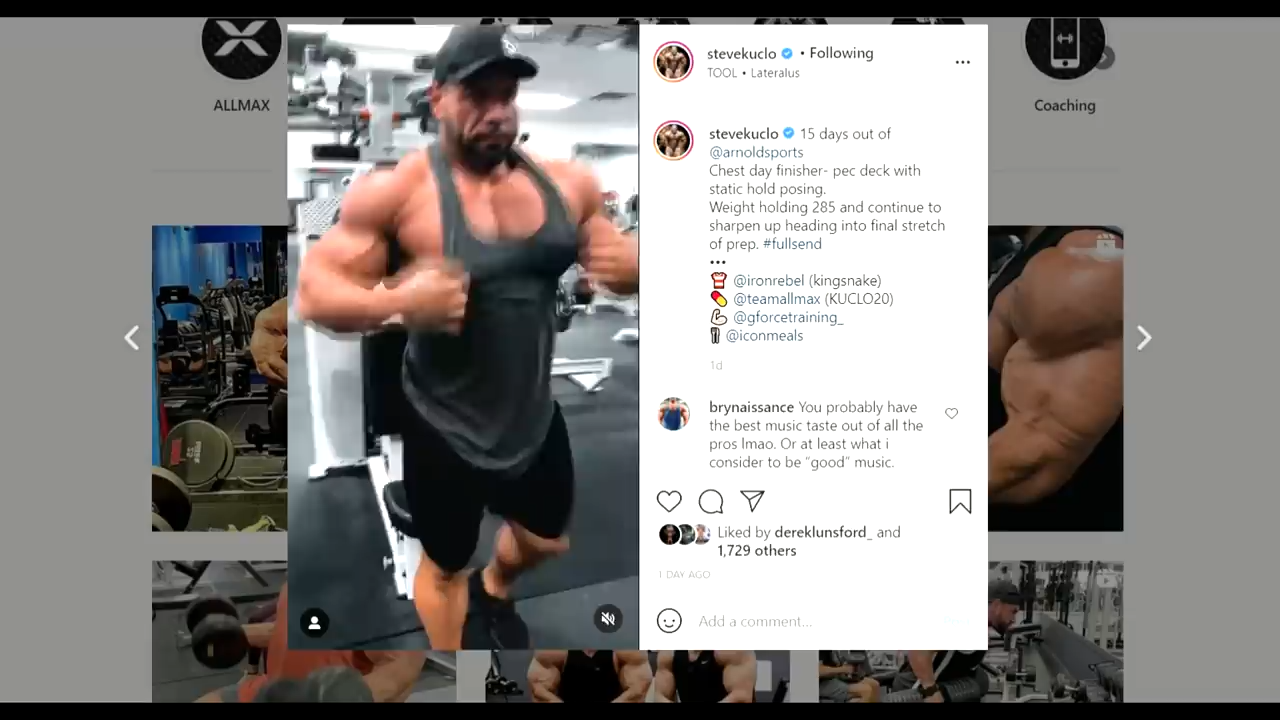 ALLMAX
Coaching
stevekuclo • Following
TOOL • Lateralus
stevekuclo 15 days out of
@arnoldsports
Chest day finisher- pec deck with
static hold posing.
Weight holding 285 and continue to
sharpen up heading into final stretch
of prep. #fullsend
•••
@ironrebel (kingsnake)
@teamallmax (KUCLO20)
@gforcetraining_
@iconmeals
1d
brynaissance You probably have
the best music taste out of all the
pros lmao. Or at least what i
consider to be “good” music.
Liked by dereklunsford_ and
1,729 others
1 DAY AGO
Add a comment...